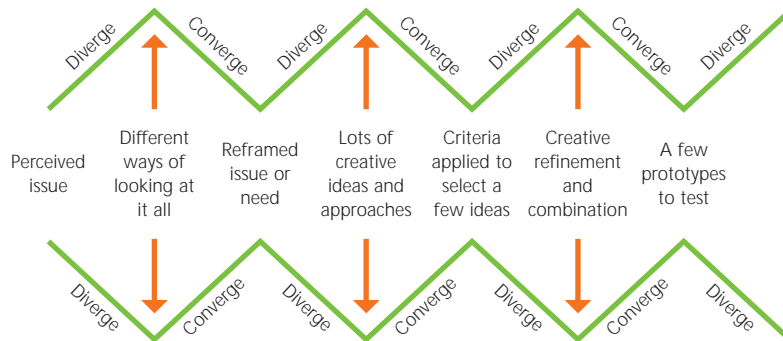 Diverge
Converge
Diverge
Converge
Diverge
Converge
Diverge
Perceived
issue
Different
ways of
looking at
it all
Reframed
issue or
need
Lots of
creative
ideas and
approaches
Criteria
applied to
select a
few ideas
Creative
refinement
and
combination
A few
prototypes
to test
Diverge
Converge
Diverge
Converge
Diverge
Converge
Diverge